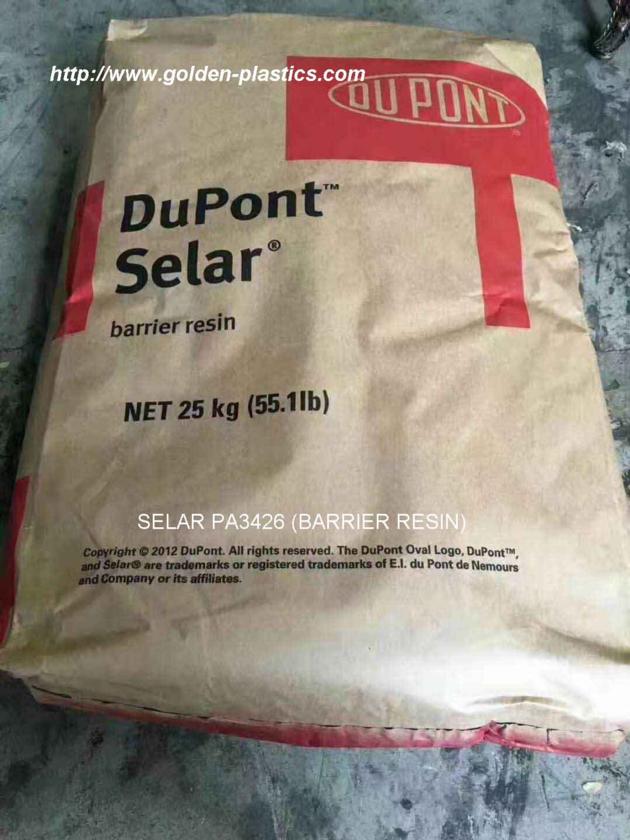 http://www.golden-plastics.com
DU PONT
DuPont™
Selar®
barrier resin
NET 25 kg (55.1lb)
SELAR PA3426 (BARRIER RESIN)
Copyright © 2012 DuPont. All rights reserved. The DuPont Oval Logo, DuPont™,
and Selar® are trademarks or registered trademarks of E.I. du Pont de Nemours
and Company or its affiliates.